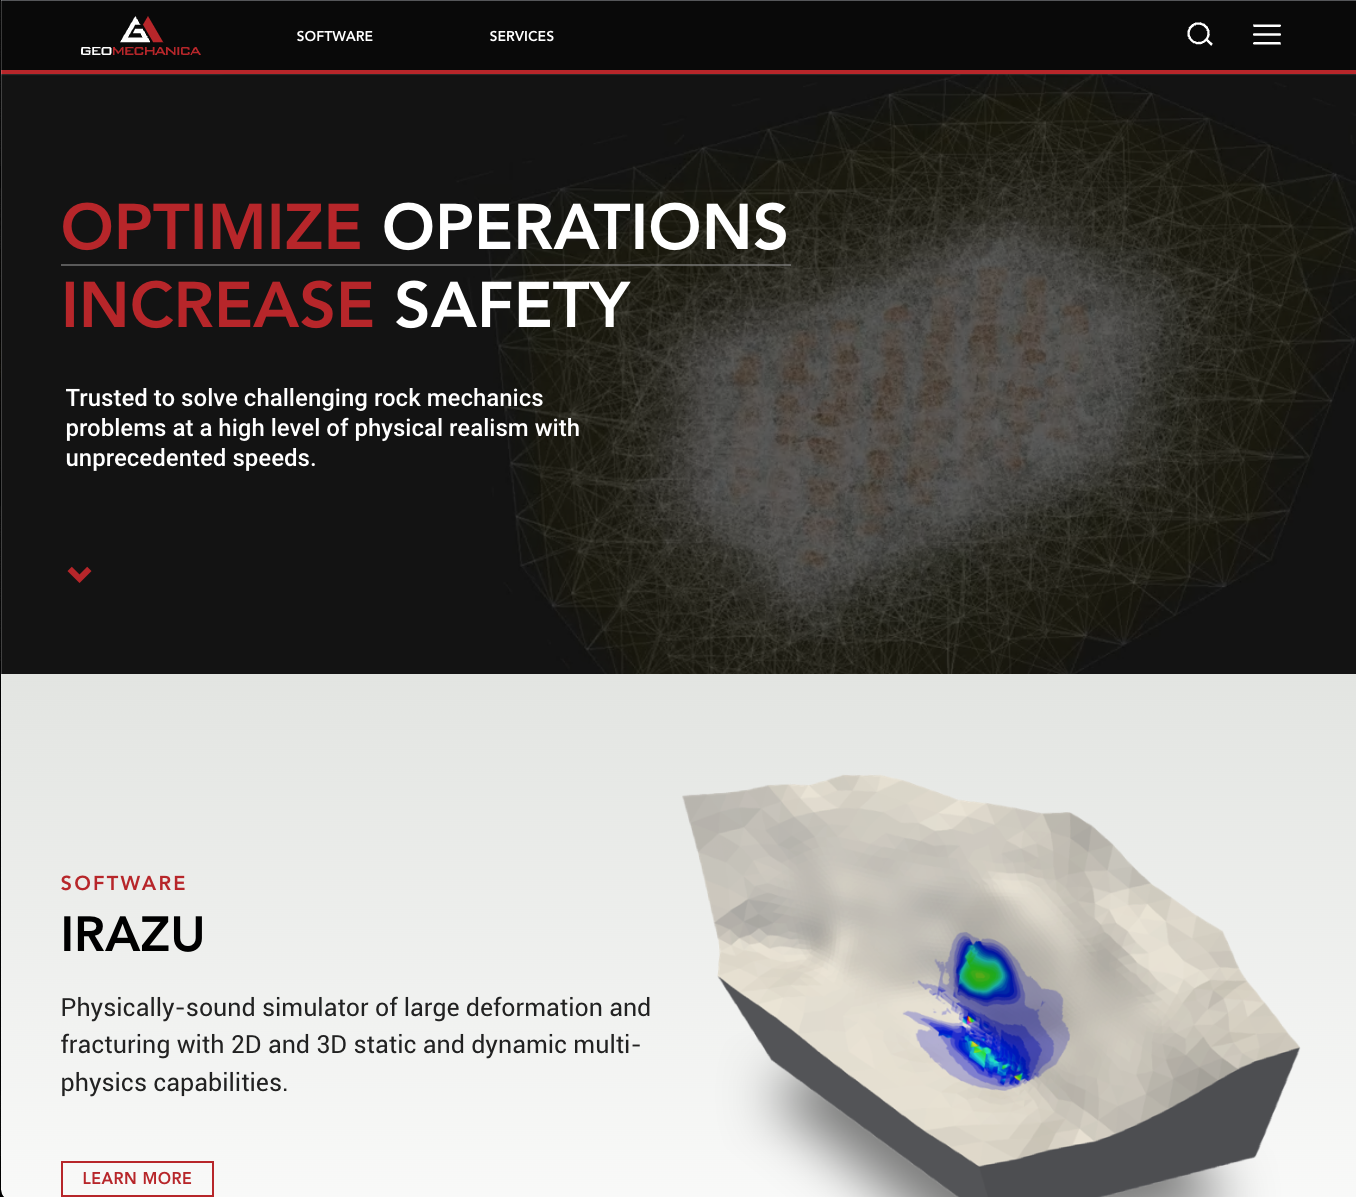 GEOMECHANICA
SOFTWARE
SERVICES
OPTIMIZE OPERATIONS
INCREASE SAFETY
Trusted to solve challenging rock mechanics
problems at a high level of physical realism with
unprecedented speeds.
SOFTWARE
IRAZU
Physically-sound simulator of large deformation and
fracturing with 2D and 3D static and dynamic multi-
physics capabilities.
LEARN MORE